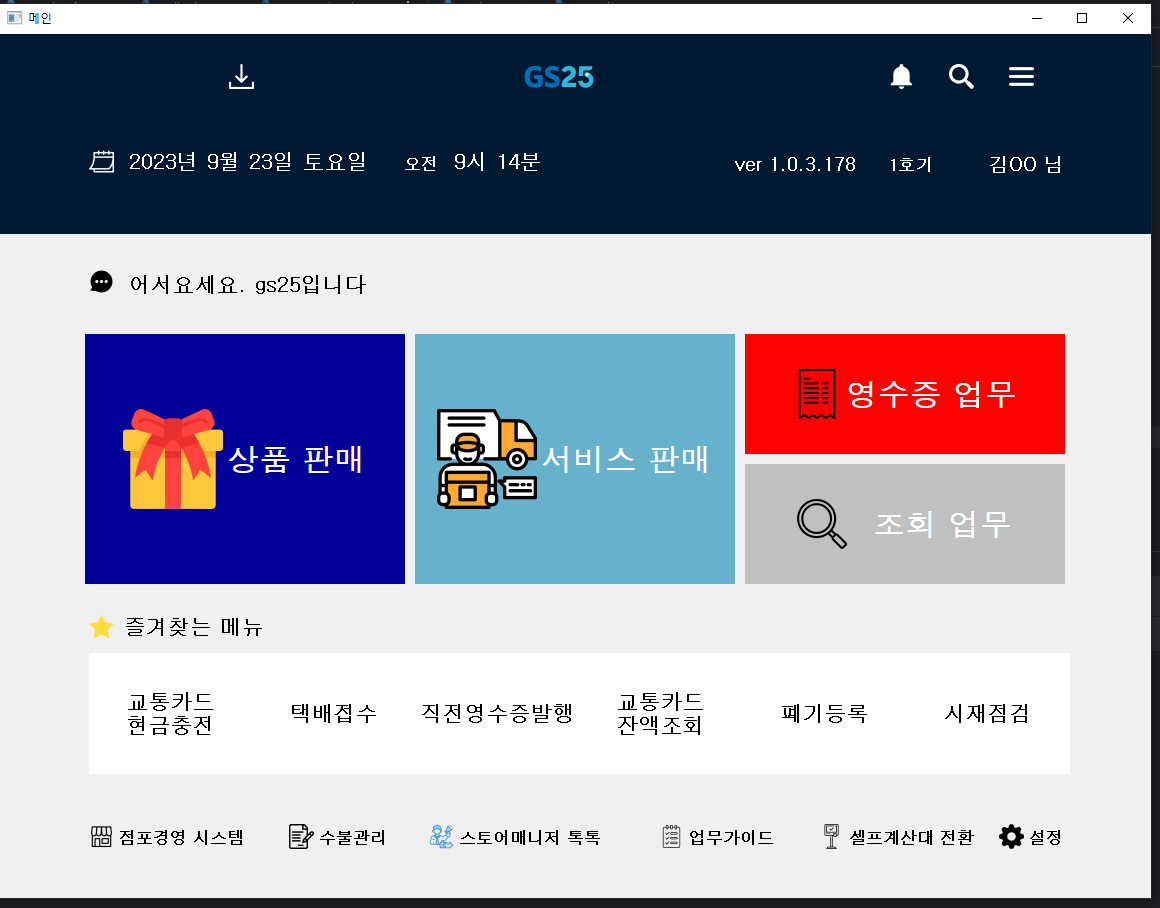 메인
GS25
2023년 9월 23일 토요일 오전 9시 14분 ver 1.0.3.178 1호기 김OO 님
어서요세요. gs25입니다
상품 판매
서비스 판매
영수증 업무
조회 업무
즐겨찾는 메뉴
교통카드
현금충전
택배접수
직전영수증발행
교통카드
잔액조회
폐기등록
시재점검
점포경영 시스템 수불관리 스토어매니저 톡톡 업무가이드 셀프계산대 전환 설정